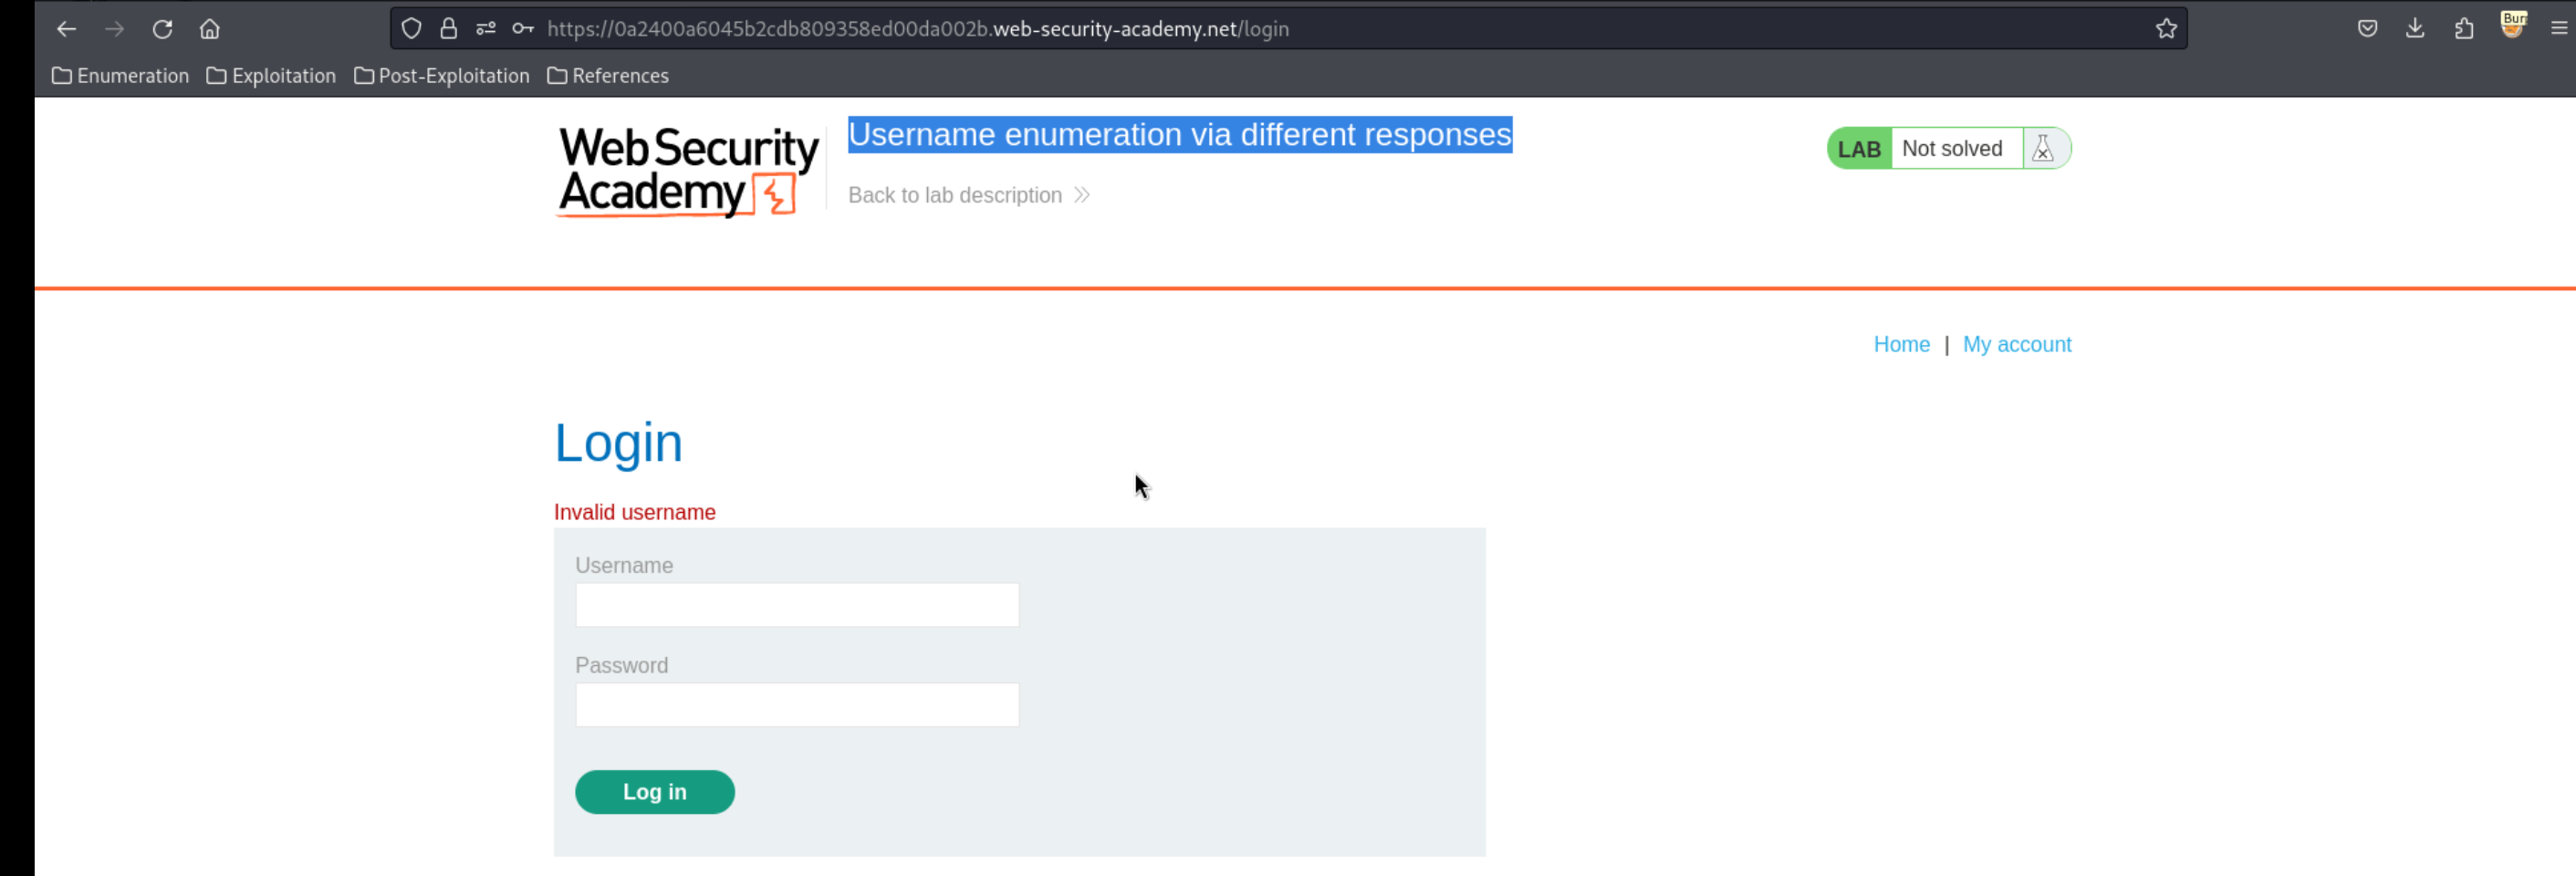 https://0a2400a6045b2cdb809358ed00da002b.web-security-academy.net/login
Bur
Enumeration Exploitation Post-Exploitation References
Web Security
Academy
Username enumeration via different responses
Back to lab description
LAB Not solved
Home | My account
Login
Invalid username
Username
Password
Log in